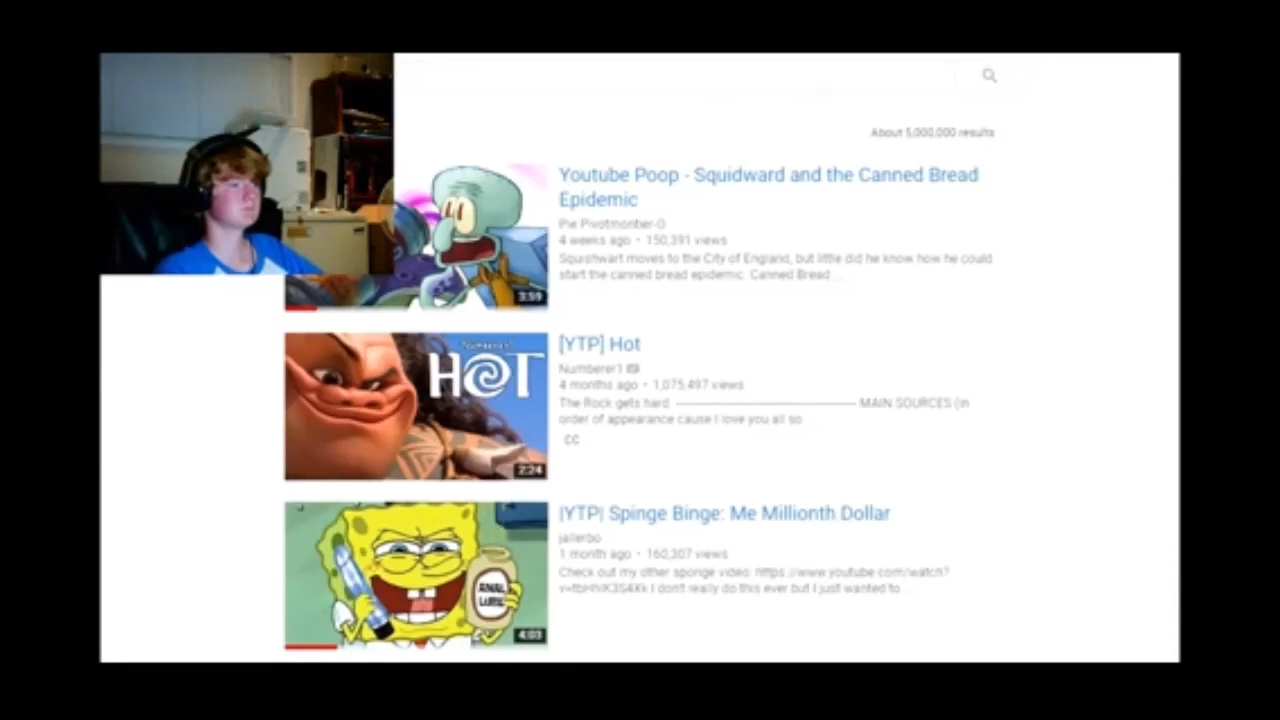 About 5,000,000 results
Youtube Poop - Squidward and the Canned Bread
Epidemic
4 weeks ago • 150,391 views
Squishwart moves to the City of England, but little did he know how he could
start the canned bread epidemic. Canned Bread ...
3:59
[YTP] Hot
Numberer1
4 months ago • 1,075,497 views
The Rock gets hard ---------------------------------------- MAIN SOURCES (in
order of appearance cause I love you all so ...
CC
Numberer1
HOT
2:24
|YTP| Spinge Binge: Me Millionth Dollar
jallerbo
1 month ago • 160,307 views
Check out my other sponge video: https://www.youtube.com/watch?
I don't really do this ever but I just wanted to ...
ANAL
LUBE
4:03